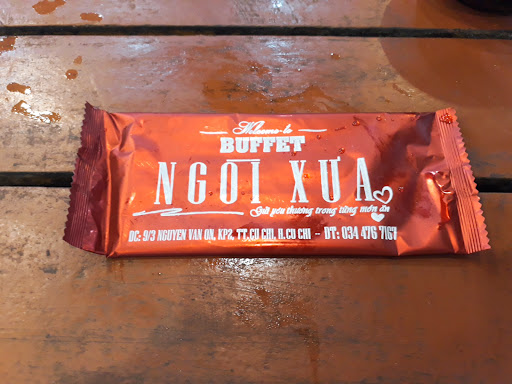 Welcome to
BUFFET
NGÓI XƯA
Gửi yêu thương trong từng món ăn
ĐC: 9/3 NGUYEN VAN ON, KP2, TT.CU CHI, H.CU CHI - ĐT: 034 476 7167